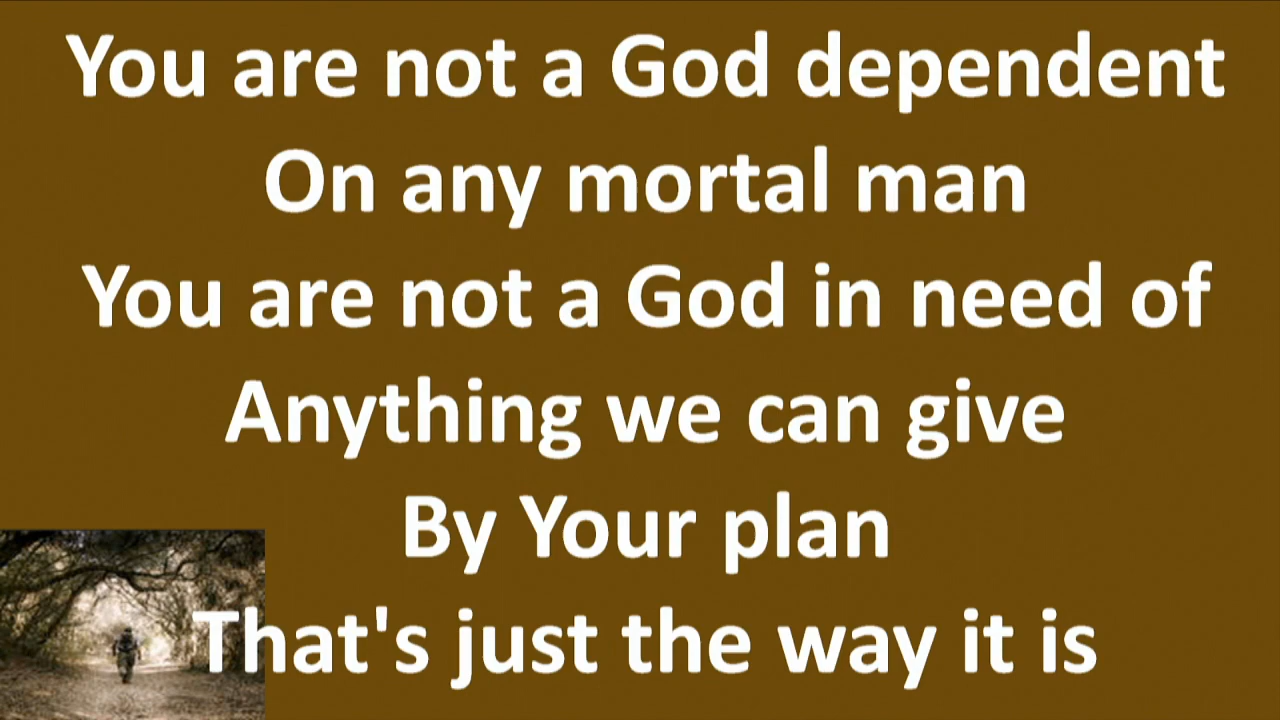 You are not a God dependent
On any mortal man
You are not a God in need of
Anything we can give
By Your plan
That's just the way it is